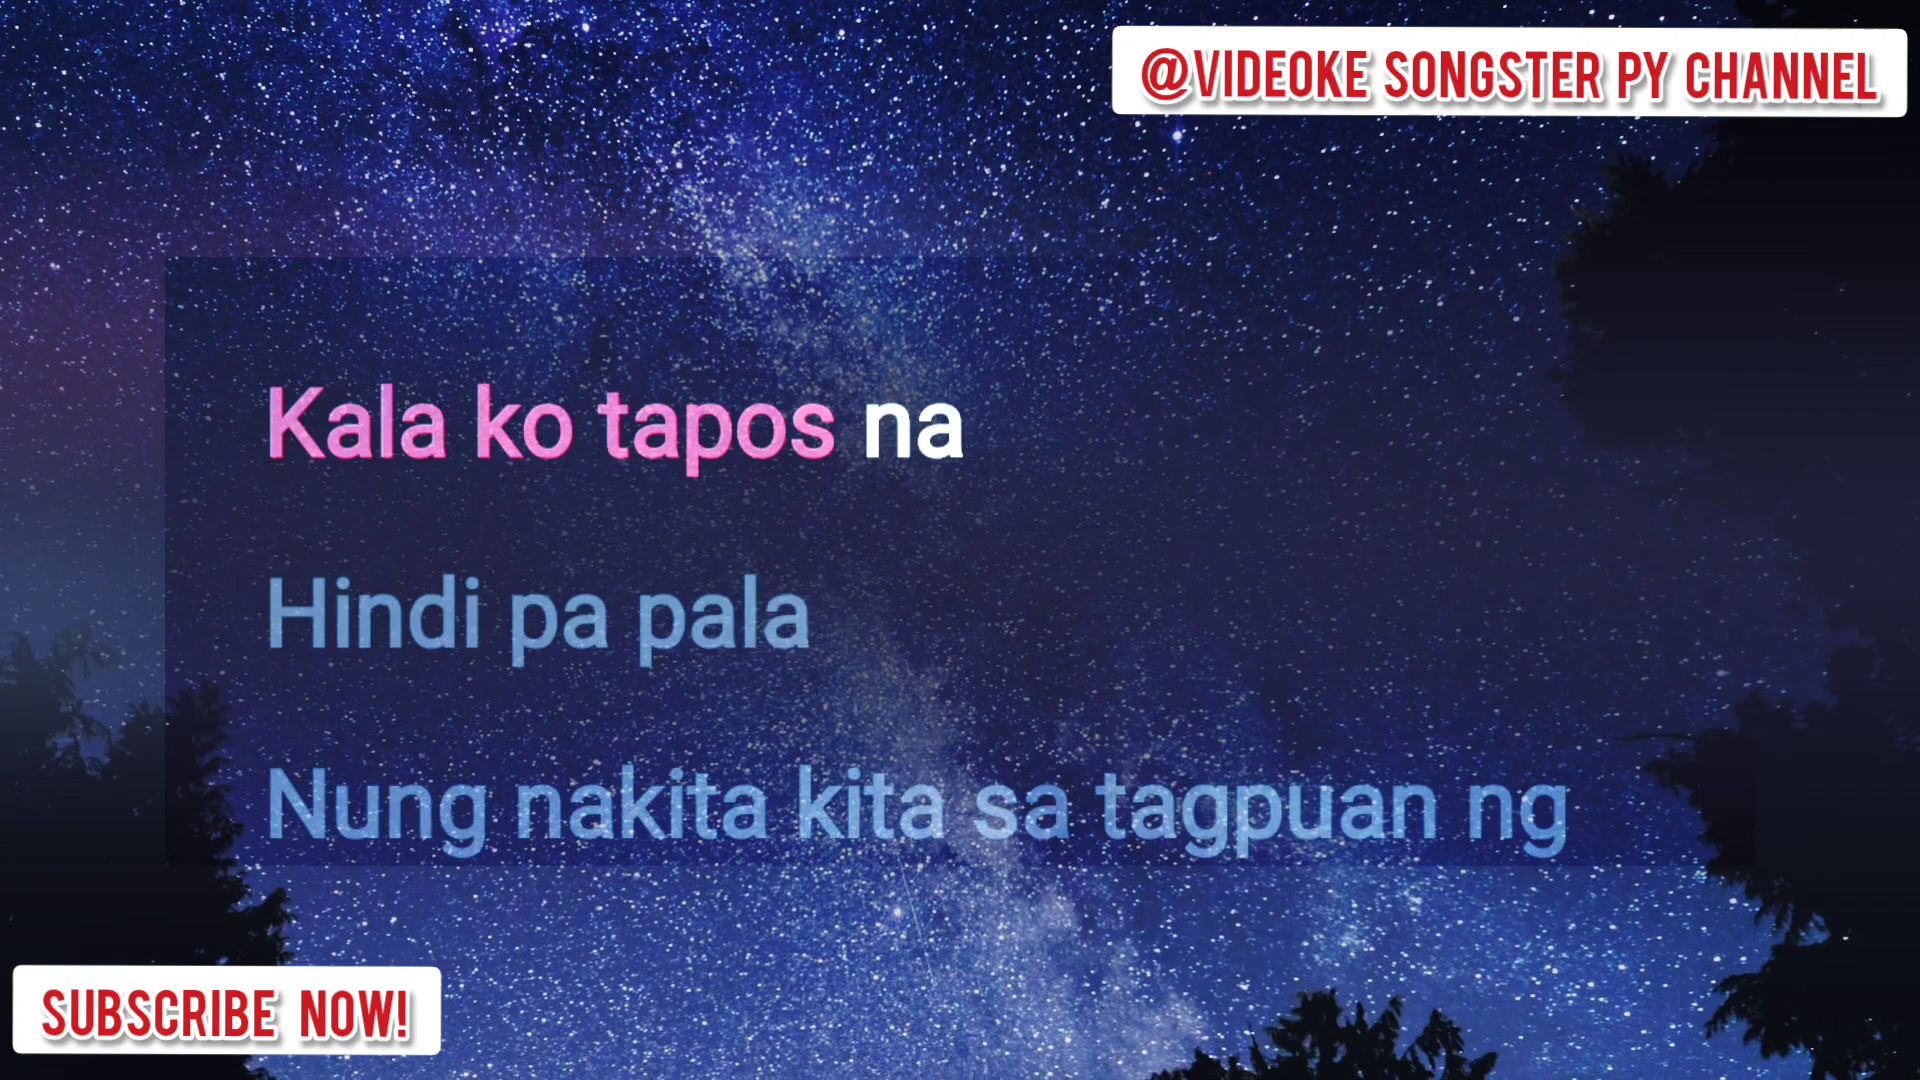 @VIDEOKE SONGSTER PY CHANNEL
Kala ko tapos na
Hindi pa pala
Nung nakita kita sa tagpuan ng
SUBSCRIBE NOW!